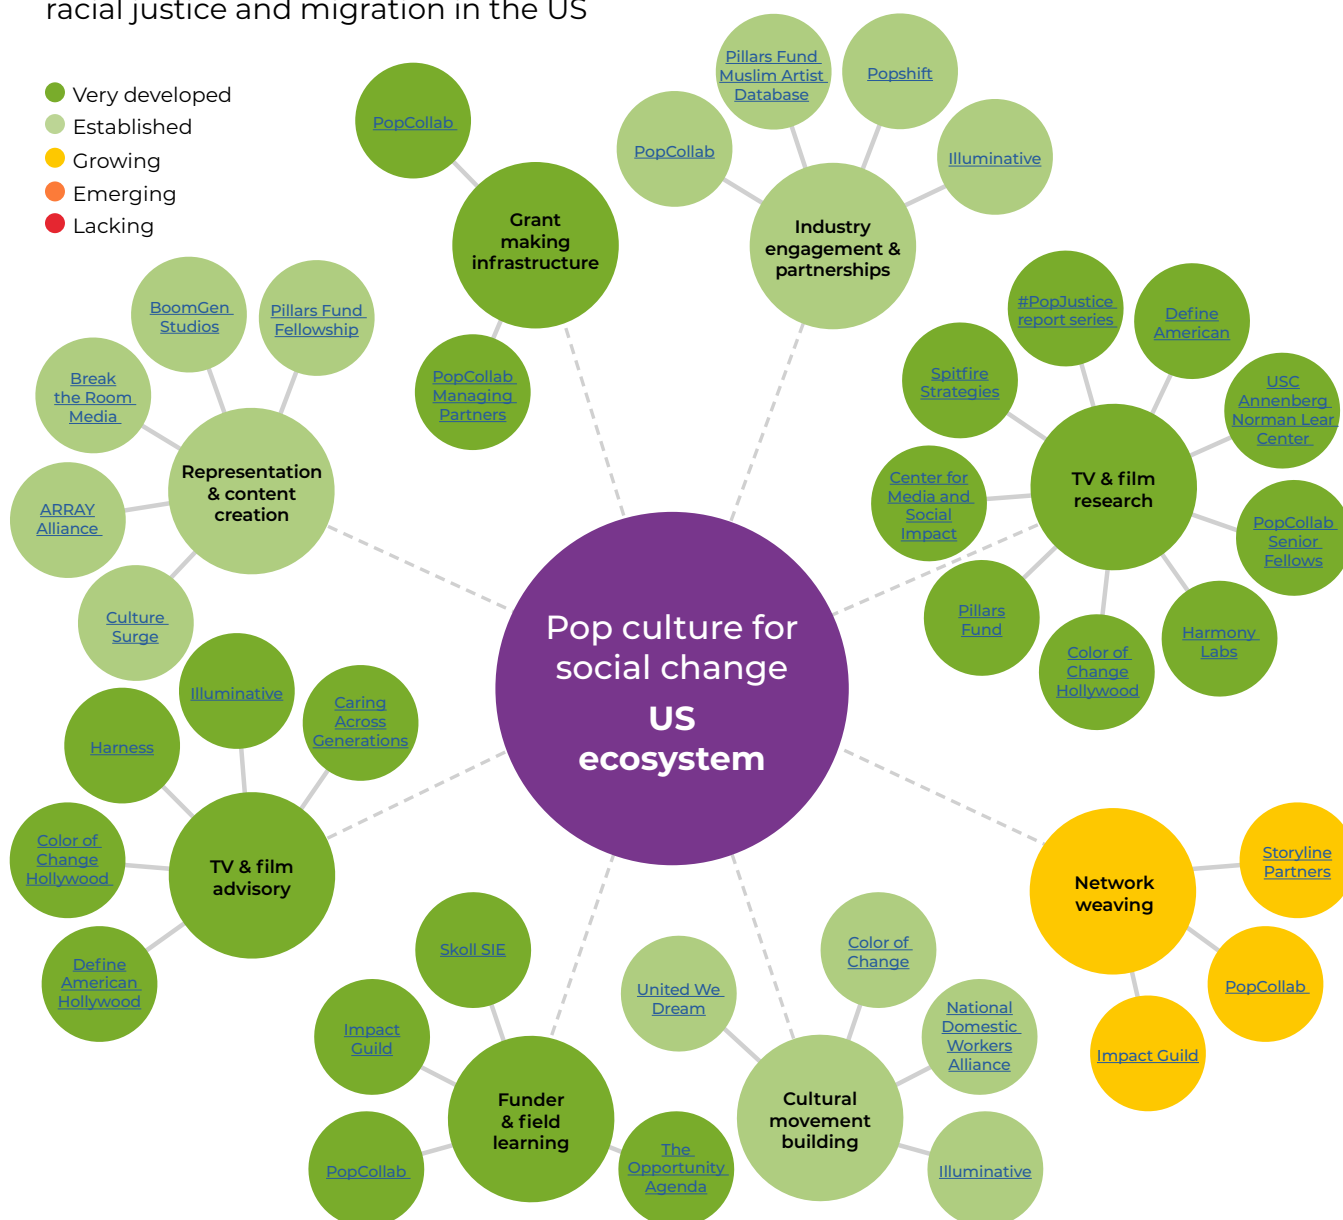 racial justice and migration in the US
Very developed
Established
Growing
Emerging
Lacking
PopCollab
Grant
making
infrastructure
PopCollab
Managing
Partners
PopCollab
Pillars Fund
Muslim Artist
Database
Popshift
Illuminative
Industry
engagement &
partnerships
BoomGen
Studios
Pillars Fund
Fellowship
Break
the Room
Media
ARRAY
Alliance
Culture
Surge
Representation
& content
creation
#PopJustice
report series
Define
American
Spitfire
Strategies
USC
Annenberg
Norman Lear
Center
Center for
Media and
Social
Impact
TV & film
research
PopCollab
Senior
Fellows
Pillars
Fund
Color of
Change
Hollywood
Harmony
Labs
Pop culture for
social change
US
ecosystem
Illuminative
Caring
Across
Generations
Harness
Color of
Change
Hollywood
TV & film
advisory
Define
American
Hollywood
Storyline
Partners
Network
weaving
PopCollab
Impact Guild
Skoll SIE
Impact
Guild
Funder
& field
learning
PopCollab
The
Opportunity
Agenda
United We
Dream
Color of
Change
National
Domestic
Workers
Alliance
Cultural
movement
building
Illuminative